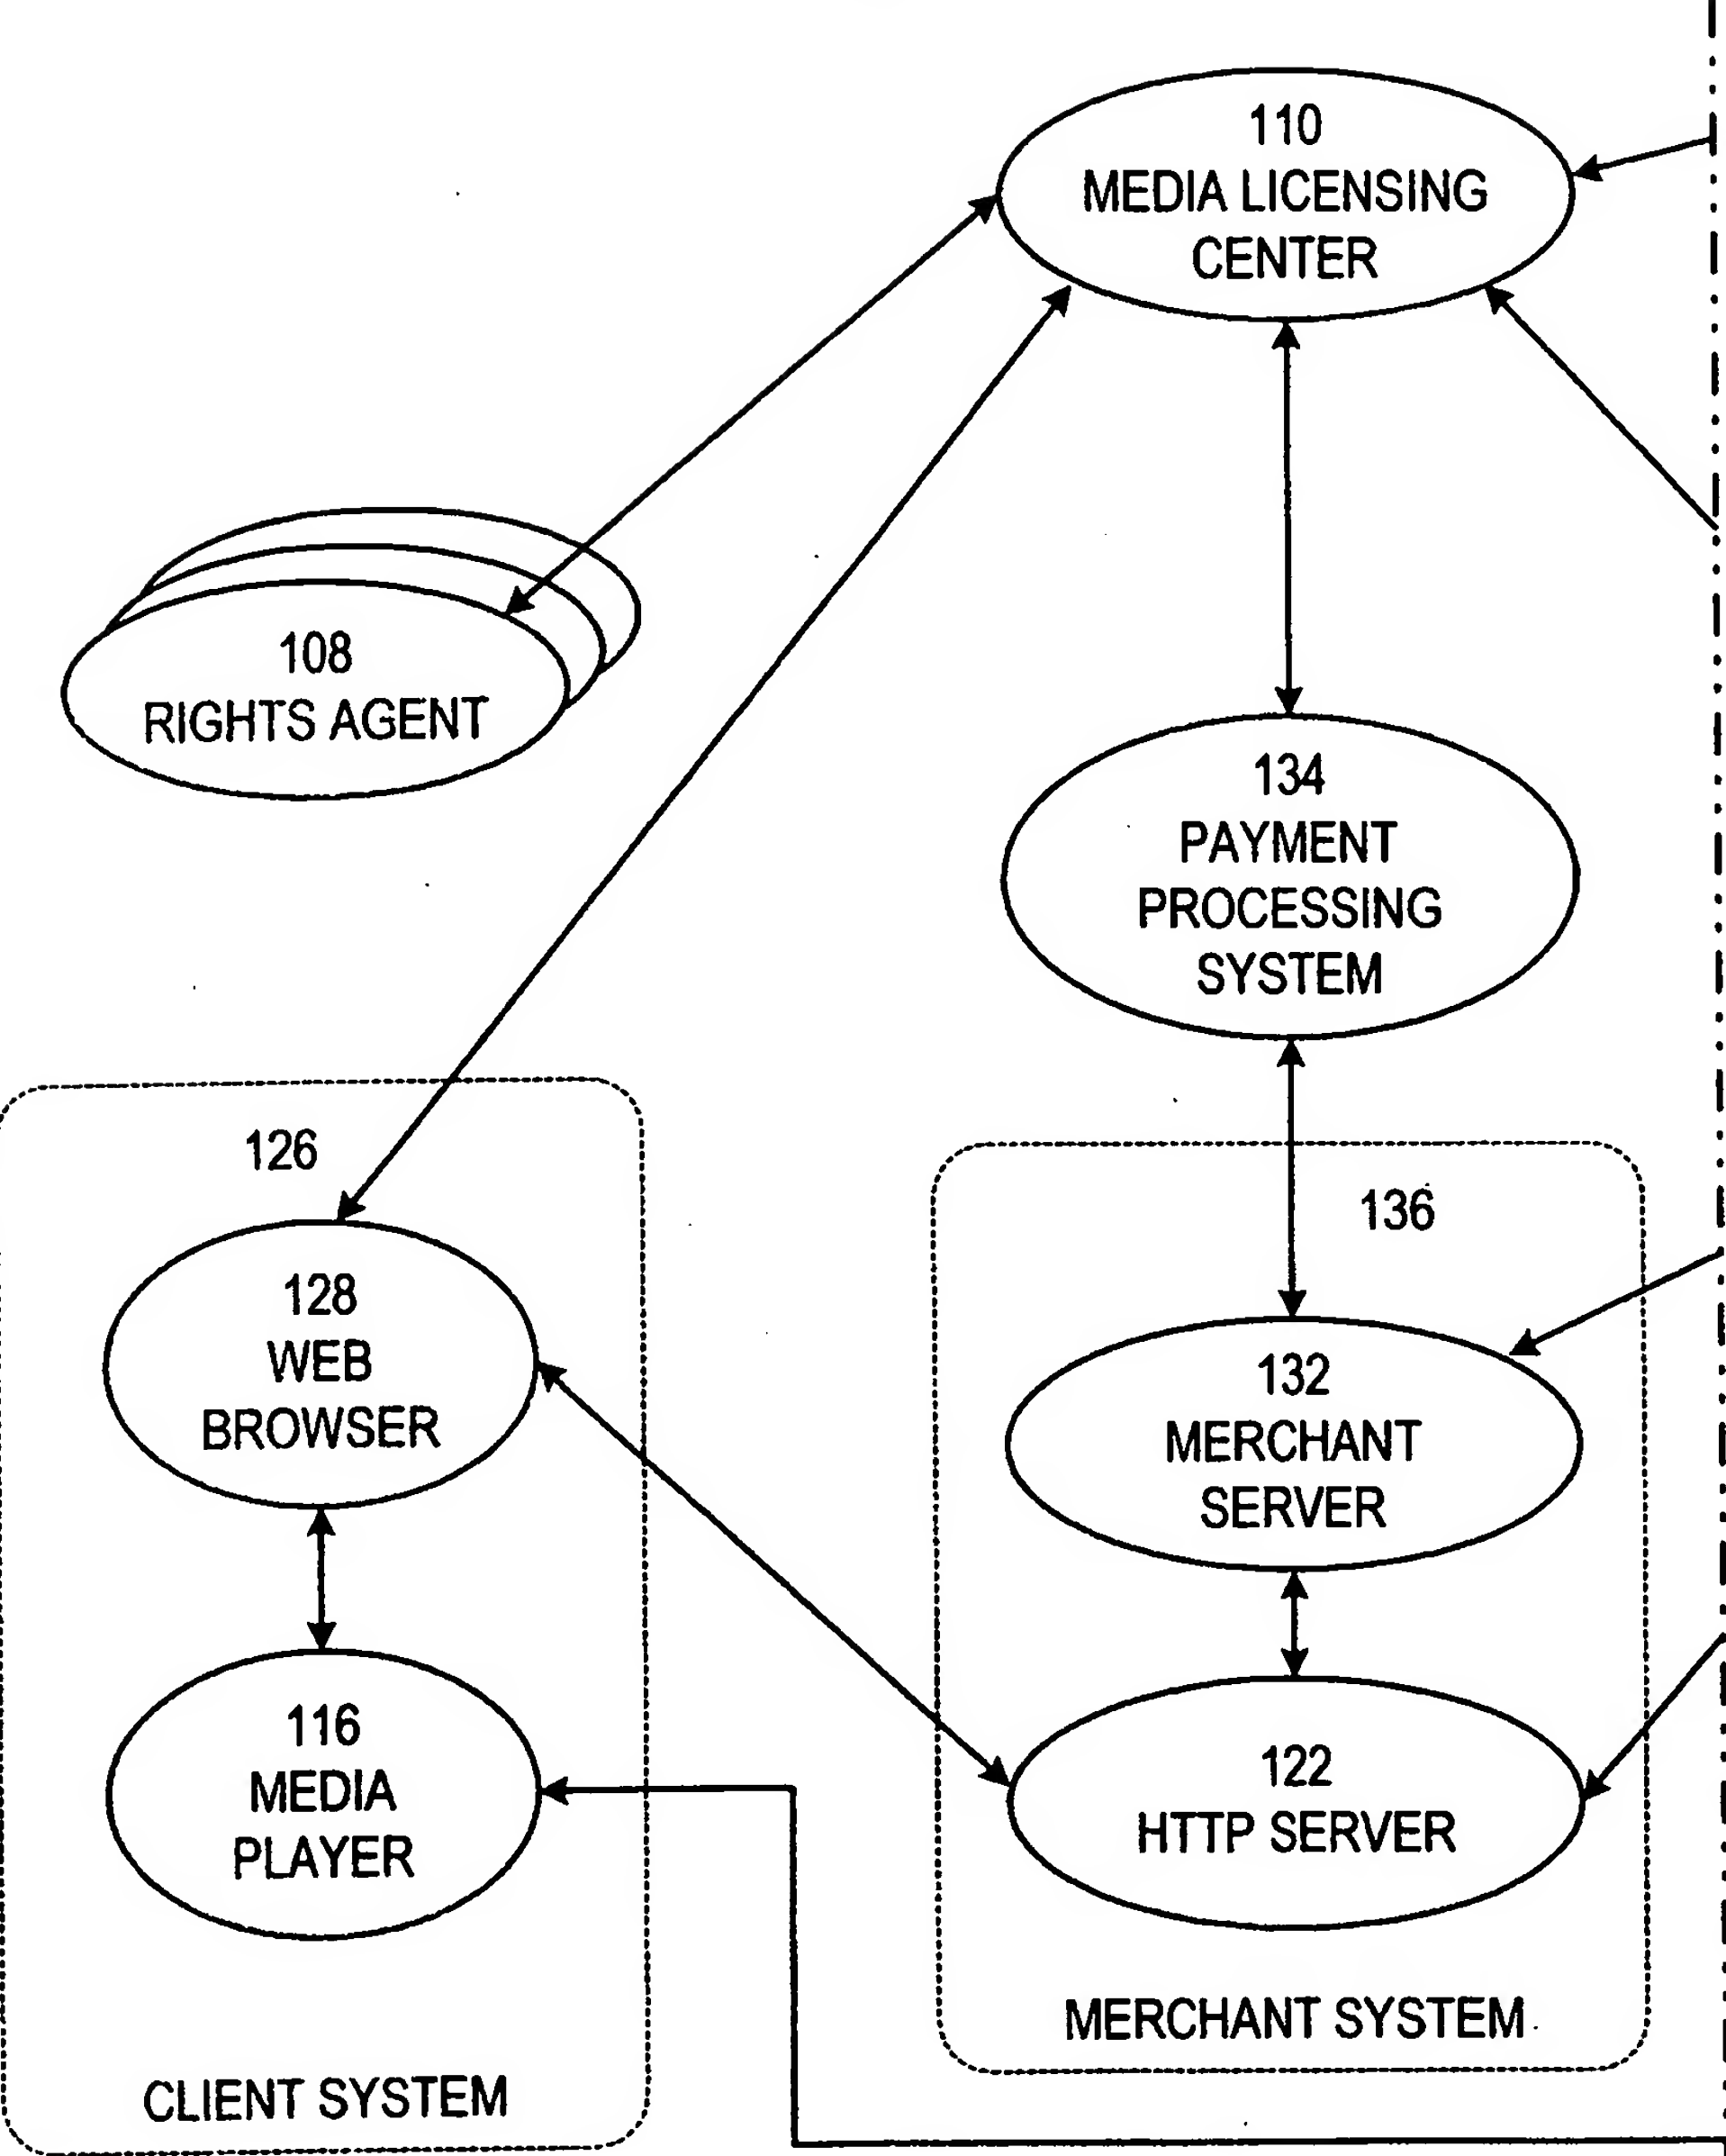 110
MEDIA LICENSING
CENTER
108
RIGHTS AGENT
134
PAYMENT
PROCESSING
SYSTEM
126
136
128
WEB
BROWSER
132
MERCHANT
SERVER
116
MEDIA
PLAYER
122
HTTP SERVER
MERCHANT SYSTEM
CLIENT SYSTEM